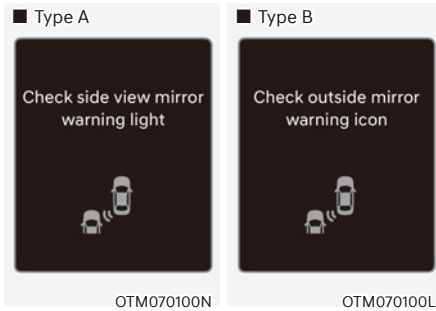 ■ Type A
Check side view mirror
warning light
OTM070100N
■ Type B
Check outside mirror
warning icon
OTM070100L